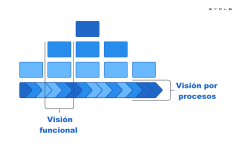 Visión por
procesos
Visión
funcional